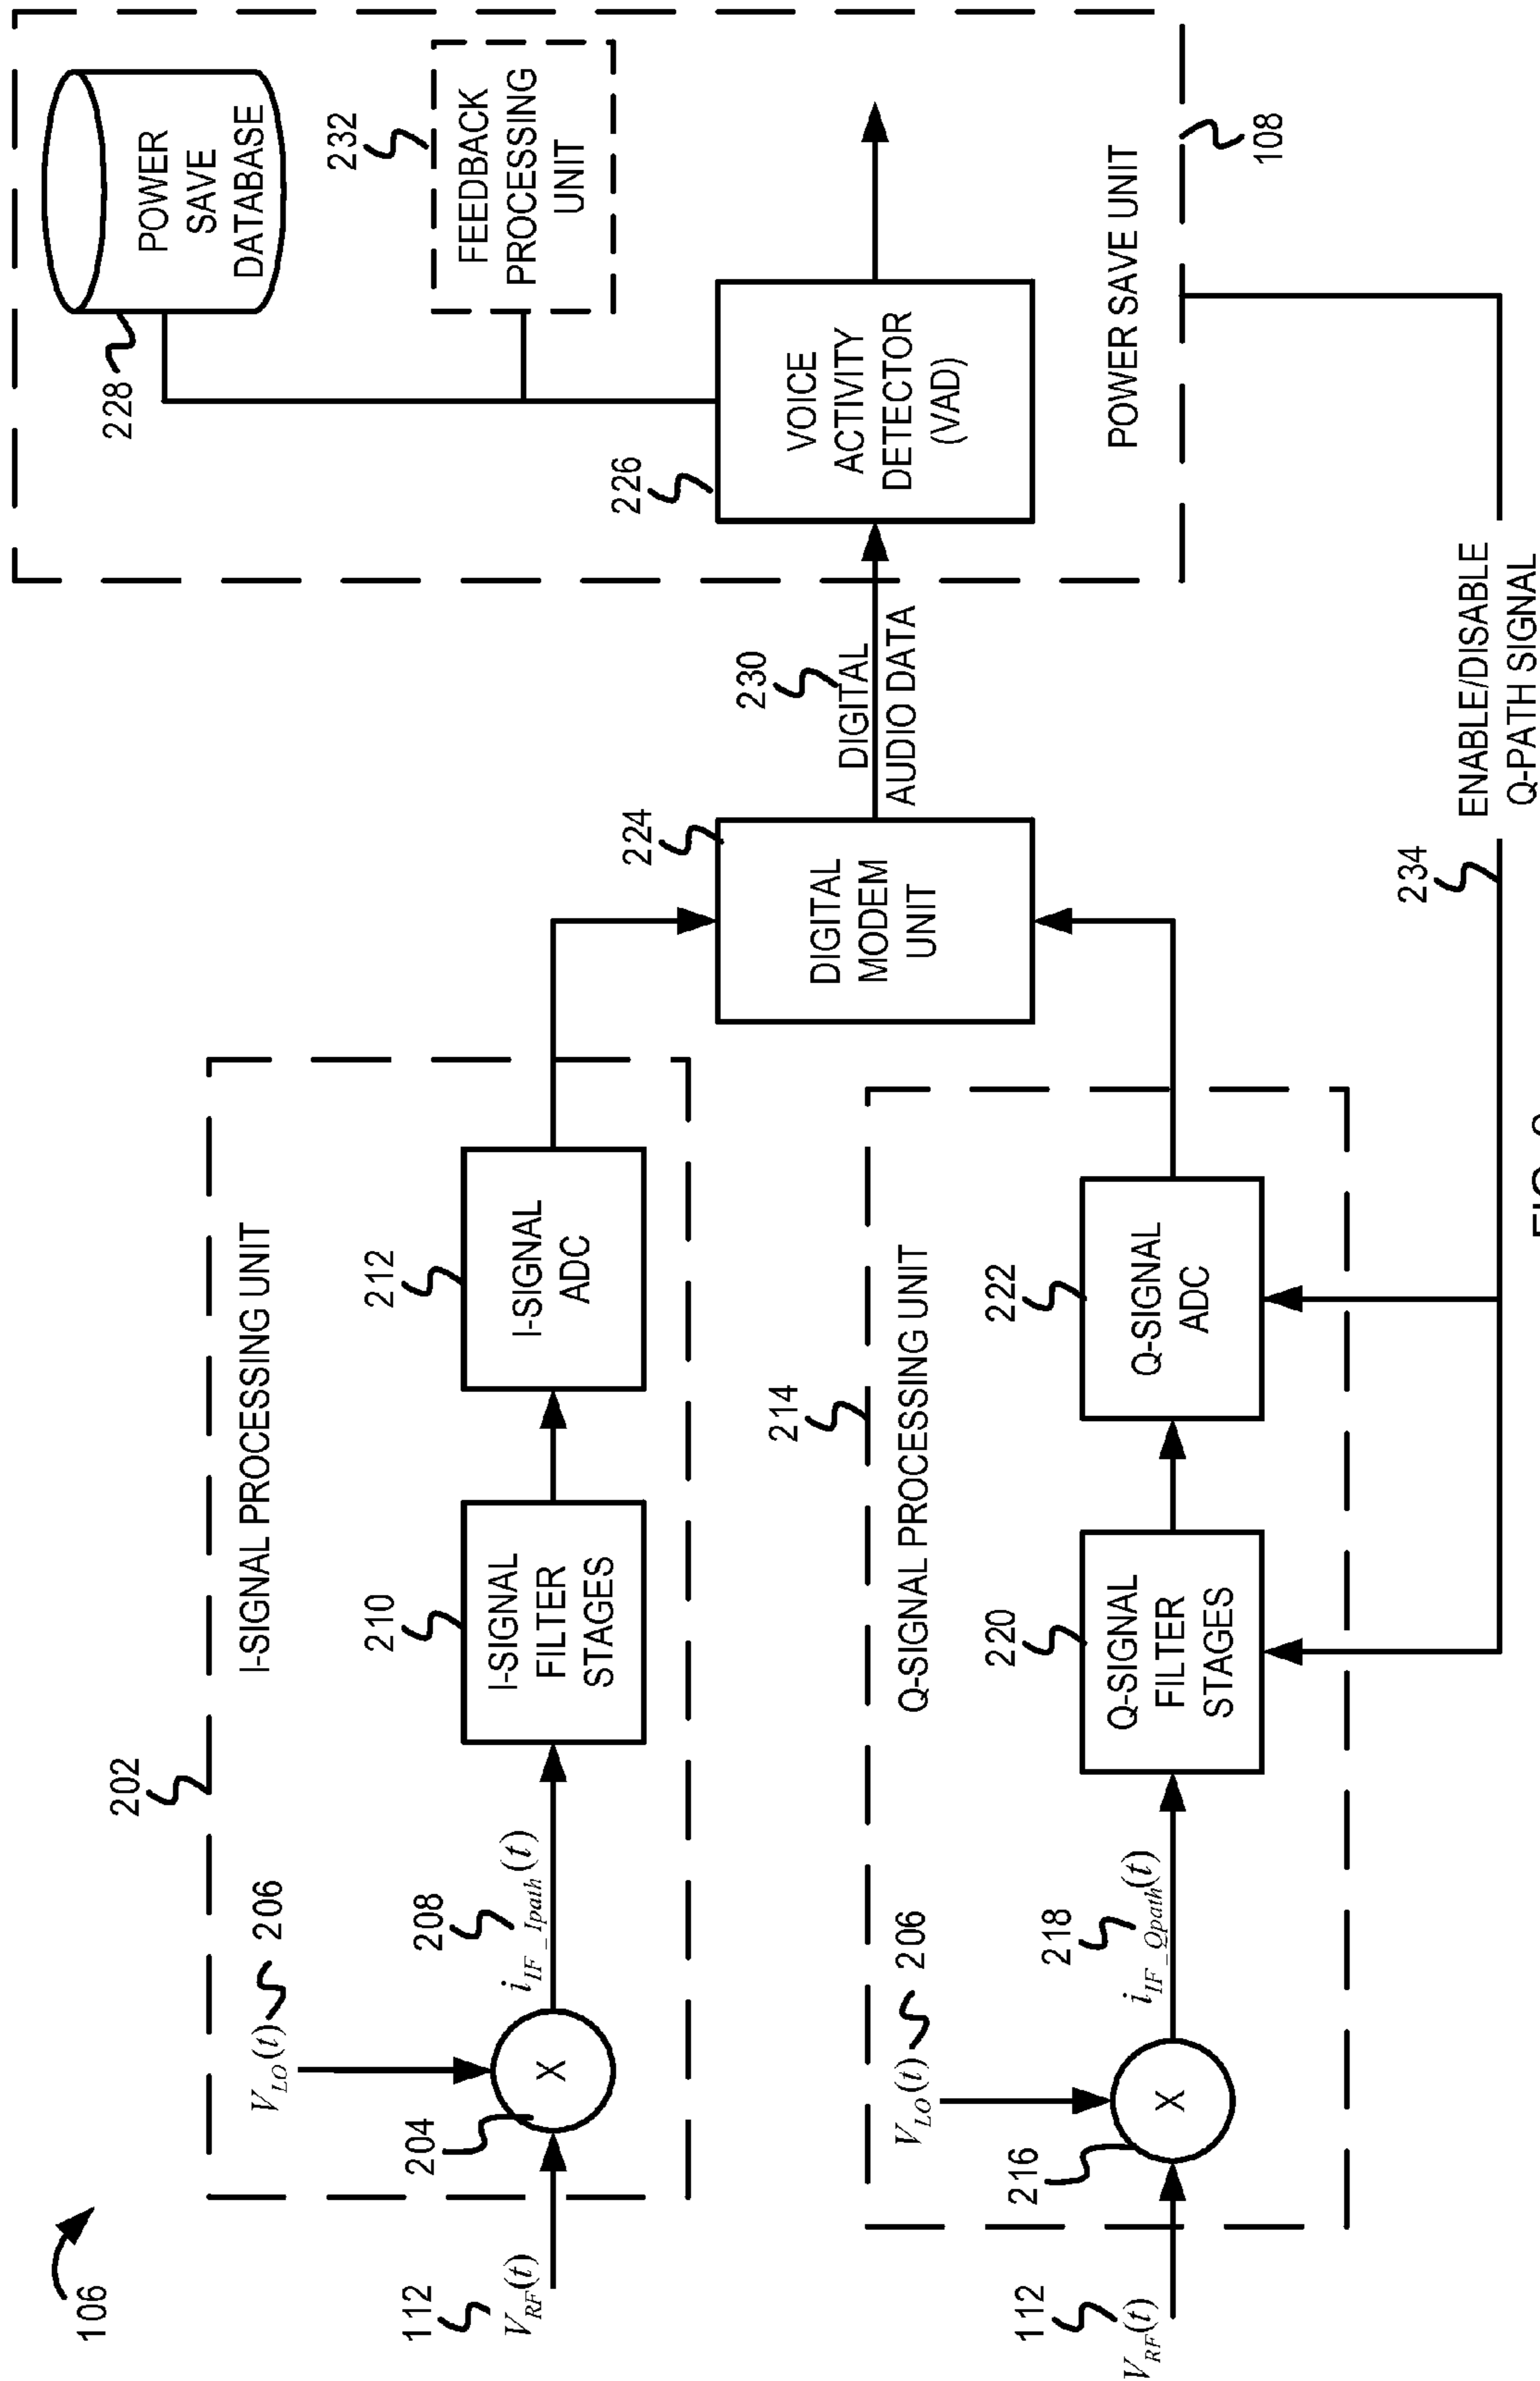 106
202
I-SIGNAL PROCESSING UNIT
V_LO(t)
206
112
V_RF(t)
204
X
208
i_IF_Ipath(t)
210
I-SIGNAL
FILTER
STAGES
212
I-SIGNAL
ADC
214
Q-SIGNAL PROCESSING UNIT
V_LO(t)
206
112
V_RF(t)
216
X
218
i_IF_Qpath(t)
220
Q-SIGNAL
FILTER
STAGES
222
Q-SIGNAL
ADC
224
DIGITAL
MODEM
UNIT
230
DIGITAL
AUDIO DATA
228
POWER
SAVE
DATABASE
232
FEEDBACK
PROCESSING
UNIT
226
VOICE
ACTIVITY
DETECTOR
(VAD)
POWER SAVE UNIT
108
234
ENABLE/DISABLE
Q-PATH SIGNAL